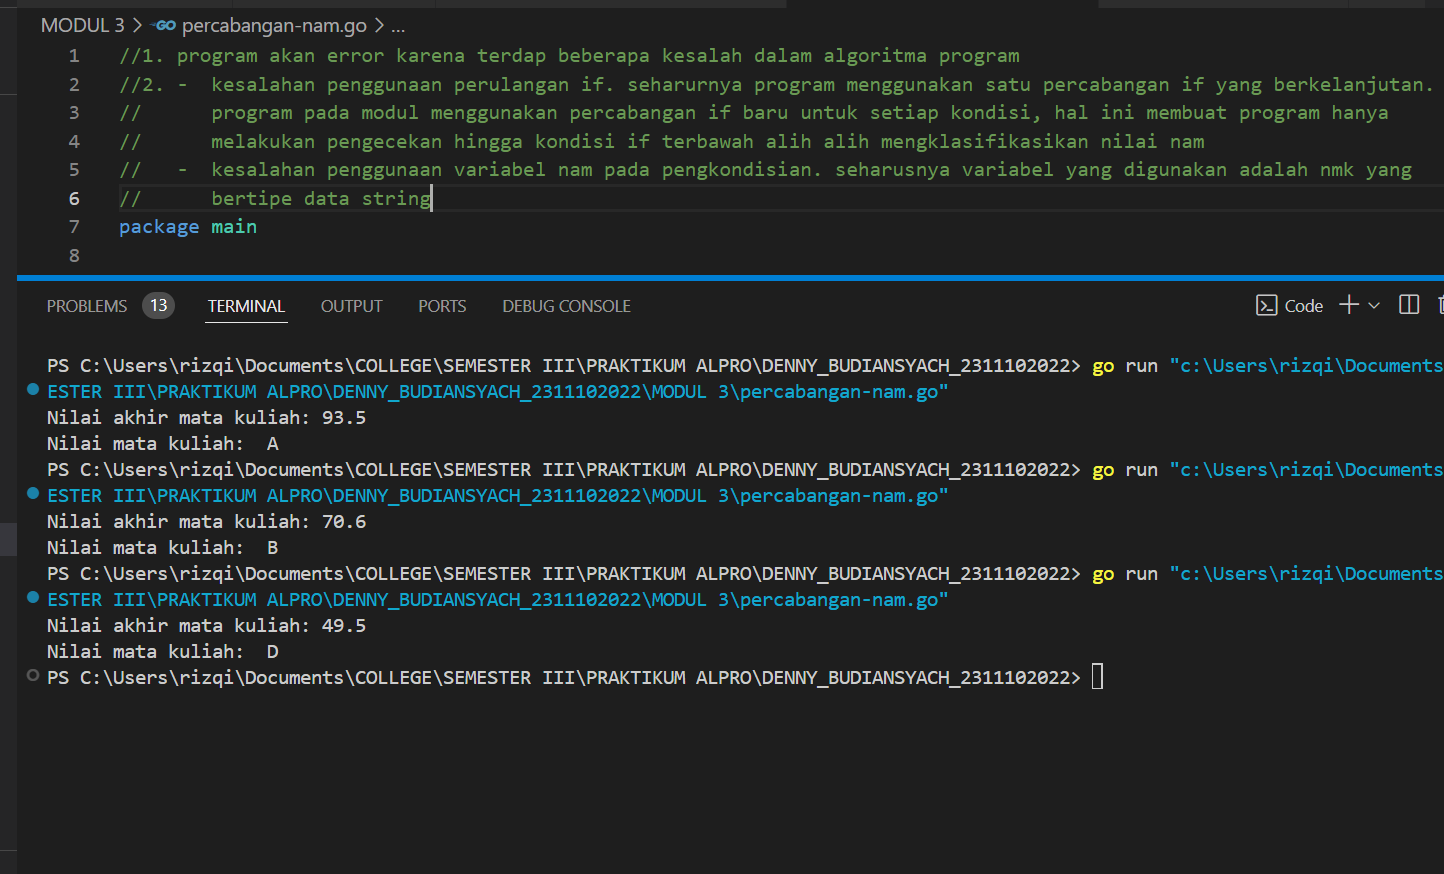 MODUL 3 > GO percabangan-nam.go > ...
1 //1. program akan error karena terdap beberapa kesalah dalam algoritma program
2 //2. - kesalahan penggunaan perulangan if. seharurnya program menggunakan satu percabangan if yang berkelanjutan.
3 // program pada modul menggunakan percabangan if baru untuk setiap kondisi, hal ini membuat program hanya
4 // melakukan pengecekan hingga kondisi if terbawah alih alih mengklasifikasikan nilai nam
5 // - kesalahan penggunaan variabel nam pada pengkondisian. seharusnya variabel yang digunakan adalah nmk yang
6 // bertipe data string
7 package main
8
PROBLEMS 13 TERMINAL OUTPUT PORTS DEBUG CONSOLE Code
PS C:\Users\rizqi\Documents\COLLEGE\SEMESTER III\PRAKTIKUM ALPRO\DENNY_BUDIANSYACH_2311102022> go run "c:\Users\rizqi\Documents
ESTER III\PRAKTIKUM ALPRO\DENNY_BUDIANSYACH_2311102022\MODUL 3\percabangan-nam.go"
Nilai akhir mata kuliah: 93.5
Nilai mata kuliah:  A
PS C:\Users\rizqi\Documents\COLLEGE\SEMESTER III\PRAKTIKUM ALPRO\DENNY_BUDIANSYACH_2311102022> go run "c:\Users\rizqi\Documents
ESTER III\PRAKTIKUM ALPRO\DENNY_BUDIANSYACH_2311102022\MODUL 3\percabangan-nam.go"
Nilai akhir mata kuliah: 70.6
Nilai mata kuliah:  B
PS C:\Users\rizqi\Documents\COLLEGE\SEMESTER III\PRAKTIKUM ALPRO\DENNY_BUDIANSYACH_2311102022> go run "c:\Users\rizqi\Documents
ESTER III\PRAKTIKUM ALPRO\DENNY_BUDIANSYACH_2311102022\MODUL 3\percabangan-nam.go"
Nilai akhir mata kuliah: 49.5
Nilai mata kuliah:  D
PS C:\Users\rizqi\Documents\COLLEGE\SEMESTER III\PRAKTIKUM ALPRO\DENNY_BUDIANSYACH_2311102022>